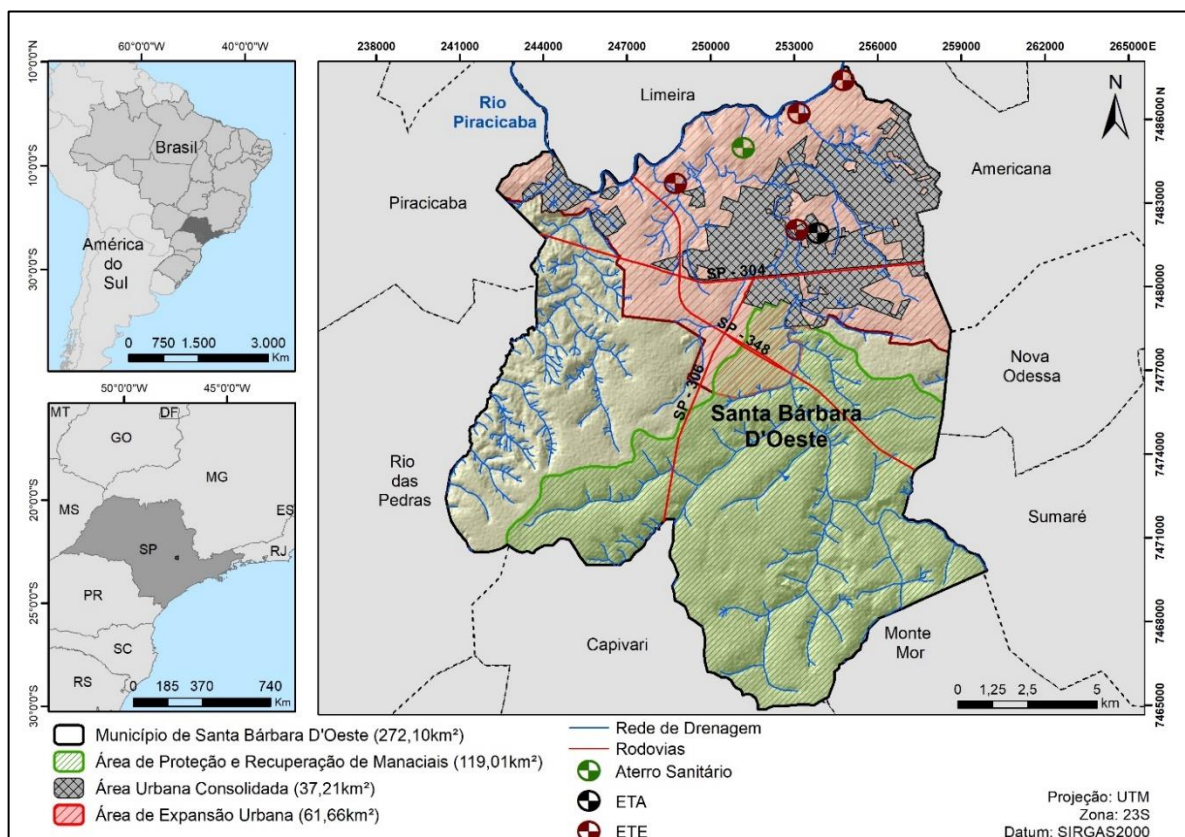 60°0'0"W 40°0'0"W
10°0'0"N
10°0'0"S
30°0'0"S
Brasil
América
do
Sul
0 750 1.500 3.000
Km
50°0'0"W 45°0'0"W
20°0'0"S
25°0'0"S
30°0'0"S
MT
DF
GO
MG
MS
ES
SP
RJ
PR
SC
RS
0 185 370 740
Km
238000 241000 244000 247000 250000 253000 256000 259000 262000 265000 E
7486000 N
7483000
7480000
7477000
7474000
7471000
7468000
7465000
N
Rio
Piracicaba
Limeira
Americana
Piracicaba
SP - 304
SP - 348
SP - 306
Nova
Odessa
Santa Bárbara
D'Oeste
Rio
das
Pedras
Sumaré
Capivari
Monte
Mor
0 1,25 2,5 5
km
Município de Santa Bárbara D'Oeste (272,10km²)
Área de Proteção e Recuperação de Manaciais (119,01km²)
Área Urbana Consolidada (37,21km²)
Área de Expansão Urbana (61,66km²)
Rede de Drenagem
Rodovias
Aterro Sanitário
ETA
ETE
Projeção: UTM
Zona: 23S
Datum: SIRGAS2000